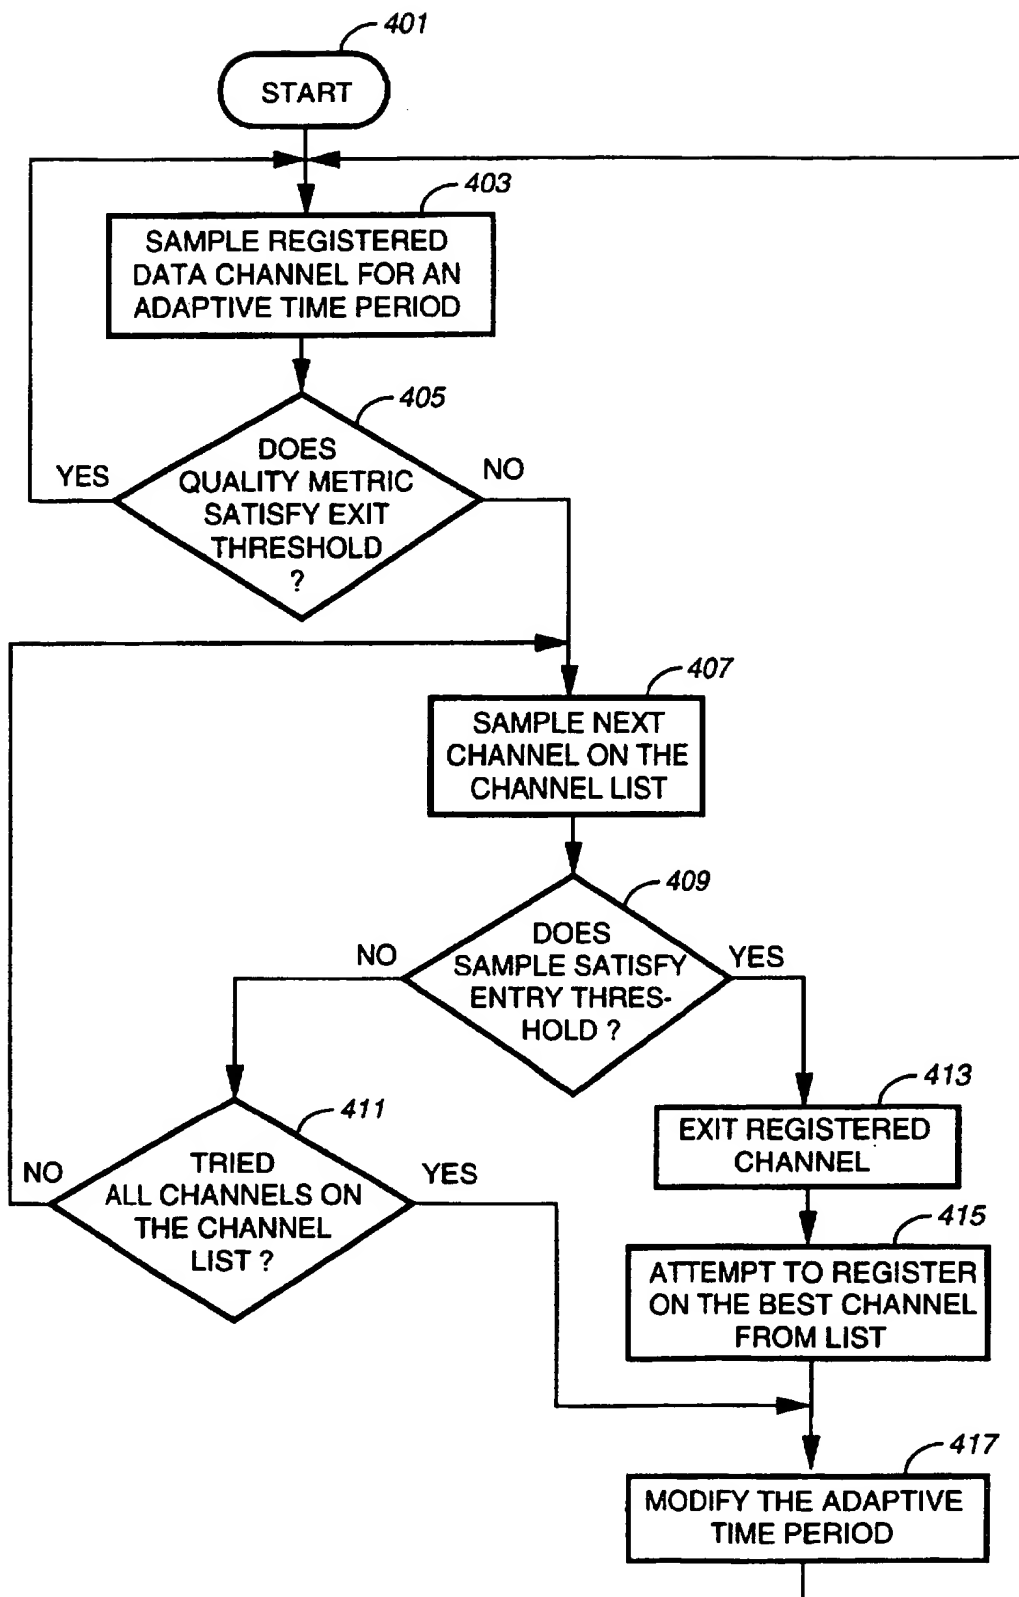 401
START
403
SAMPLE REGISTERED
DATA CHANNEL FOR AN
ADAPTIVE TIME PERIOD
405
DOES
QUALITY METRIC
SATISFY EXIT
THRESHOLD
?
YES
NO
407
SAMPLE NEXT
CHANNEL ON THE
CHANNEL LIST
409
DOES
SAMPLE SATISFY
ENTRY THRES-
HOLD ?
NO
YES
411
TRIED
ALL CHANNELS ON
THE CHANNEL
LIST ?
NO
YES
413
EXIT REGISTERED
CHANNEL
415
ATTEMPT TO REGISTER
ON THE BEST CHANNEL
FROM LIST
417
MODIFY THE ADAPTIVE
TIME PERIOD